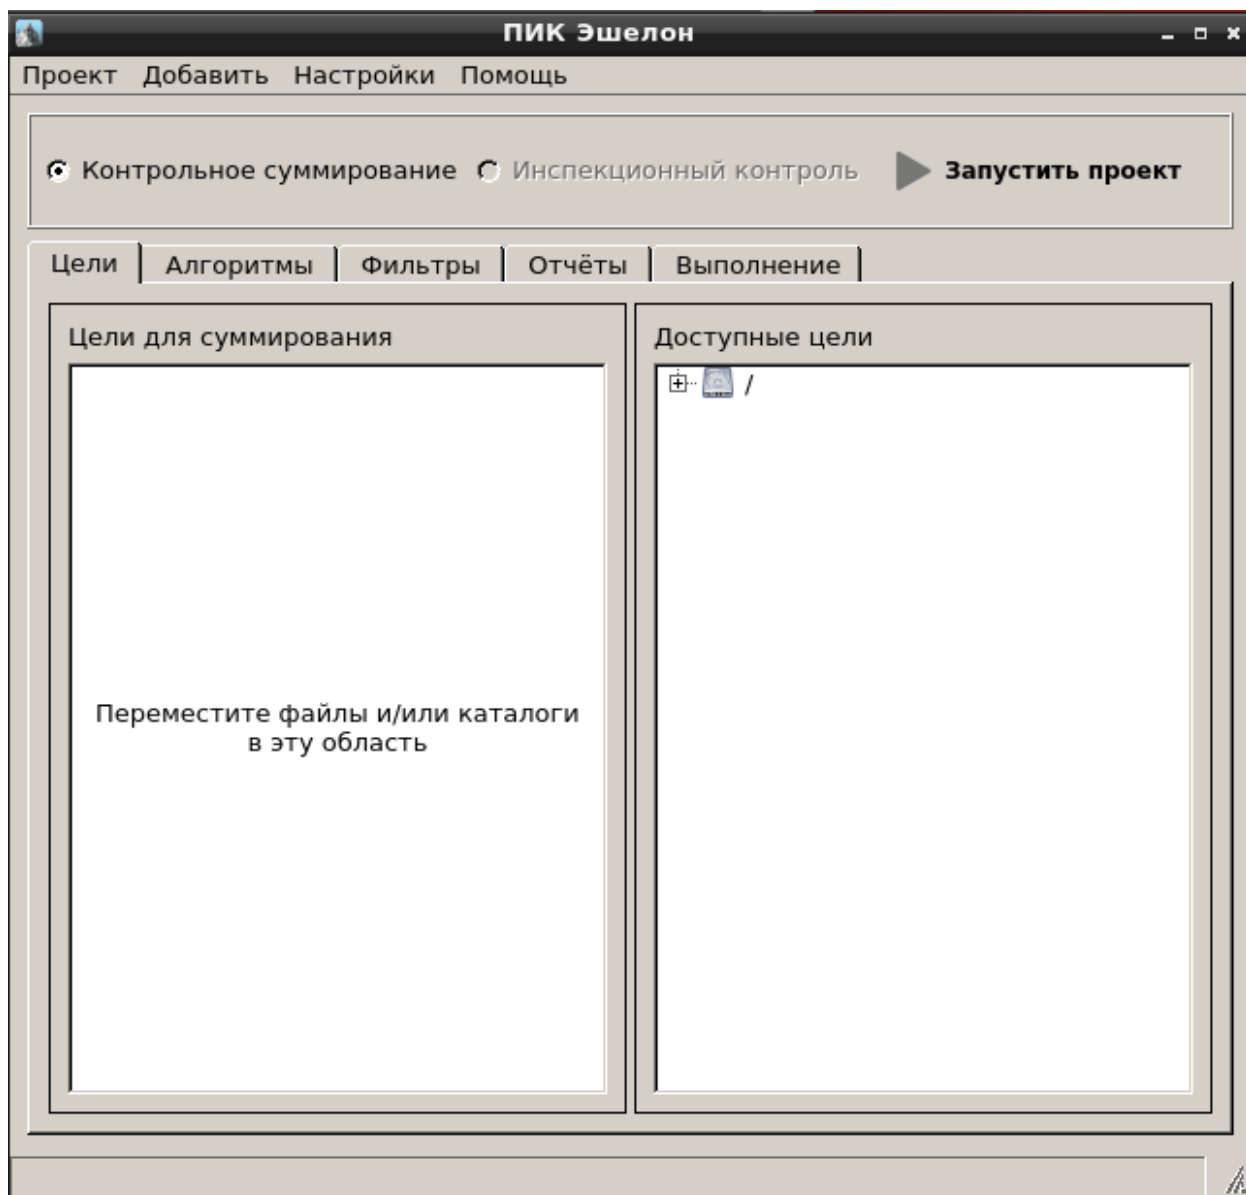 ПИК Эшелон
Проект Добавить Настройки Помощь
Контрольное суммирование Инспекционный контроль Запустить проект
Цели Алгоритмы Фильтры Отчёты Выполнение
Цели для суммирования
Переместите файлы и/или каталоги
в эту область
Доступные цели
/